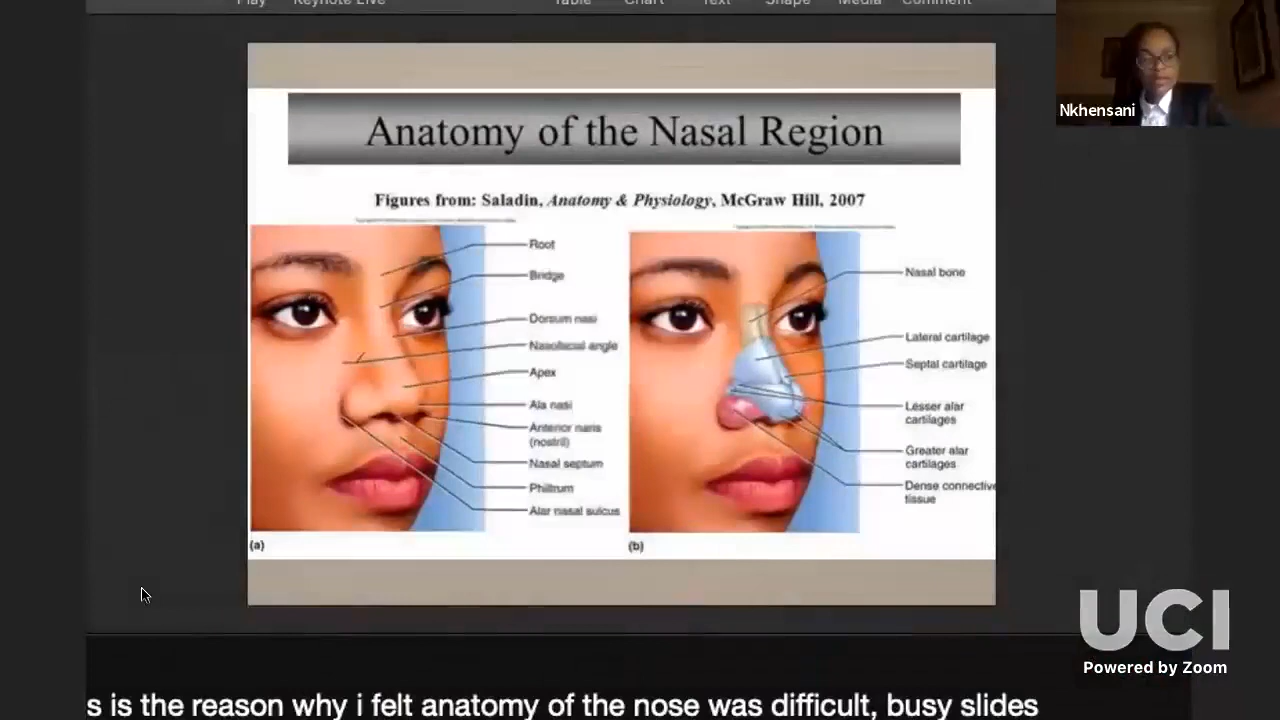 Play Keynote Live Table Chart Text Shape Media Comment
Nkhensani
Anatomy of the Nasal Region
Figures from: Saladin, Anatomy & Physiology, McGraw Hill, 2007
Root
Bridge
Dorsum nasi
Nasofacial angle
Apex
Ala nasi
Anterior naris
(nostril)
Nasal septum
Philtrum
Alar nasal sulcus
(a)
Nasal bone
Lateral cartilage
Septal cartilage
Lesser alar
cartilages
Greater alar
cartilages
Dense connective
tissue
(b)
UCI
Powered by Zoom
s is the reason why i felt anatomy of the nose was difficult, busy slides